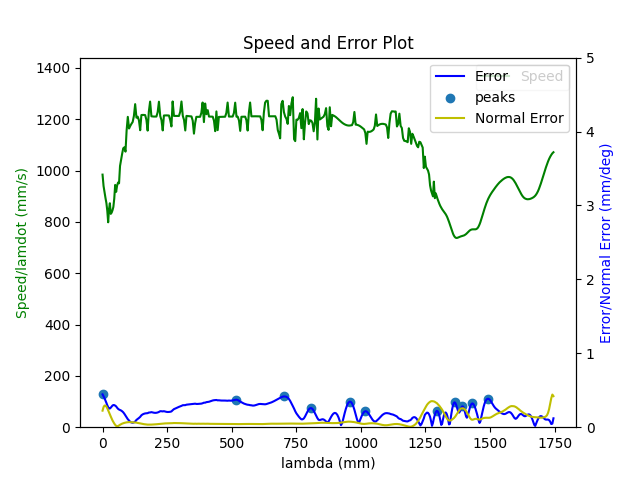 Speed and Error Plot
Error
Speed
peaks
Normal Error
1400
1200
1000
800
600
400
200
0
Speed/lamdot (mm/s)
5
4
3
2
1
0
Error/Normal Error (mm/deg)
0 250 500 750 1000 1250 1500 1750
lambda (mm)